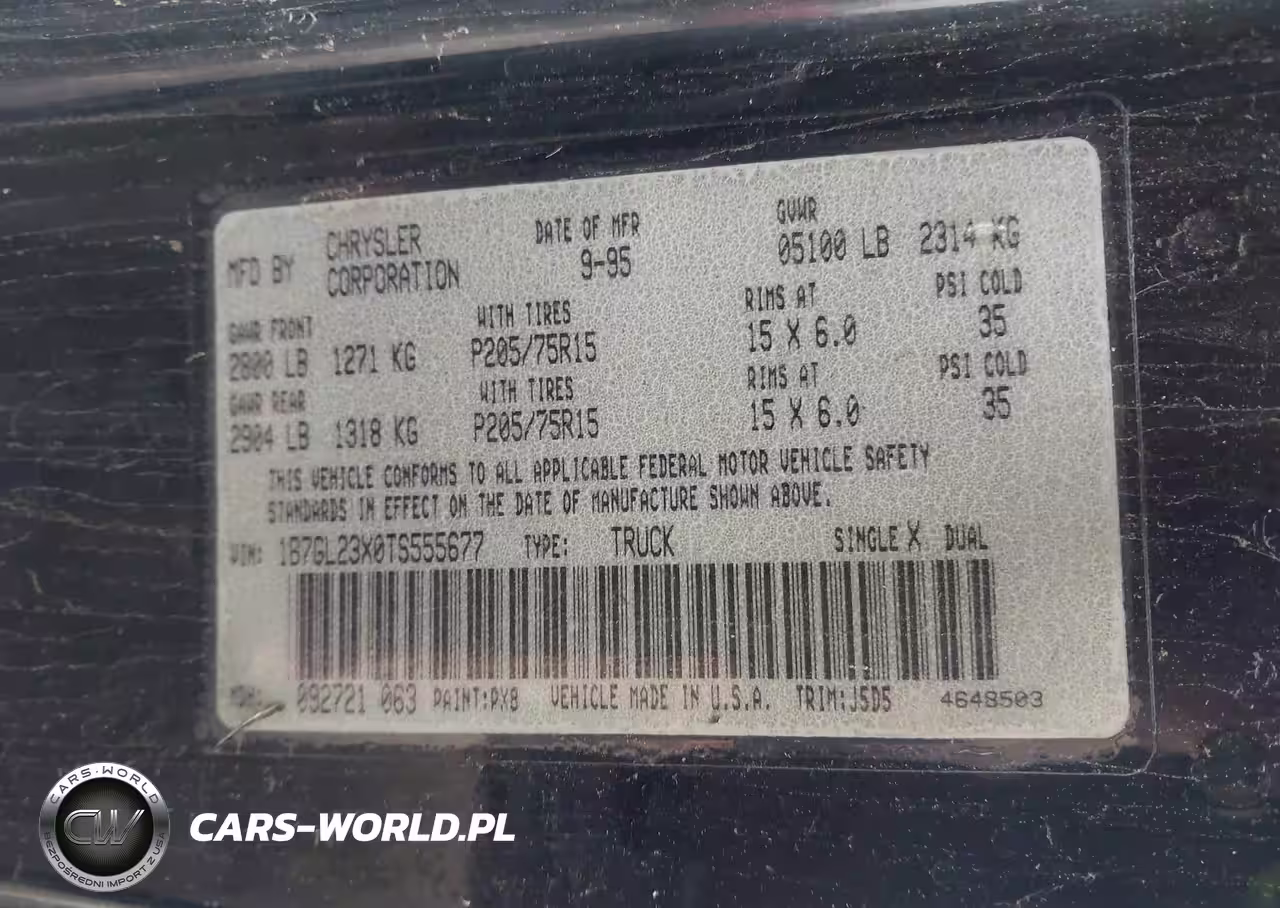 MFD BY CHRYSLER CORPORATION DATE OF MFR 9-95 GVWR 05100 LB 2314 KG
GAWR FRONT WITH TIRES RIMS AT PSI COLD
2800 LB 1271 KG P205/75R15 15 X 6.0 35
GAWR REAR WITH TIRES RIMS AT PSI COLD
2904 LB 1318 KG P205/75R15 15 X 6.0 35
THIS VEHICLE CONFORMS TO ALL APPLICABLE FEDERAL MOTOR VEHICLE SAFETY
STANDARDS IN EFFECT ON THE DATE OF MANUFACTURE SHOWN ABOVE.
VIN: 1B7GL23X0TS555677 TYPE: TRUCK SINGLE X DUAL
MDH: 092721 063 PAINT:PX8 VEHICLE MADE IN U.S.A. TRIM:J5D5 4648503
CARS-WORLD
CW
BEZPOŚREDNI IMPORT Z USA
CARS-WORLD.PL